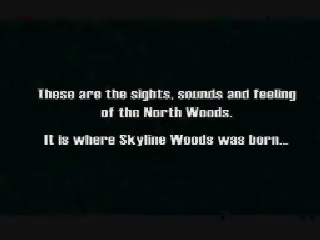 These are the sights, sounds and feeling
of the North Woods.
It is where Skyline Woods was born...